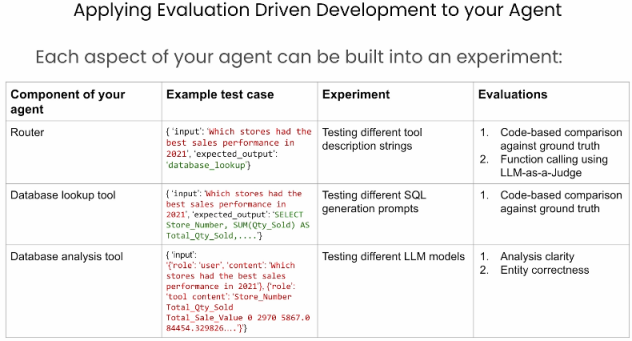 Applying Evaluation Driven Development to your Agent
Each aspect of your agent can be built into an experiment:
Component of your agent
Example test case
Experiment
Evaluations
Router
{ 'input': 'Which stores had the
best sales performance in
2021', 'expected_output':
'database_lookup'}
Testing different tool
description strings
1. Code-based comparison
against ground truth
2. Function calling using
LLM-as-a-Judge
Database lookup tool
{ 'input': 'Which stores had the
best sales performance in
2021', 'expected_output': 'SELECT
Store_Number, SUM(Qty_Sold) AS
Total_Qty_Sold,....'}
Testing different SQL
generation prompts
1. Code-based comparison
against ground truth
Database analysis tool
{ 'input':
'{'role': 'user', 'content': 'Which
stores had the best sales
performance in 2021'}, {'role':
'tool content': 'Store_Number
Total_Qty_Sold
Total_Sale_Value 0 2970 5867.0
84454.329826....'}'}
Testing different LLM models
1. Analysis clarity
2. Entity correctness